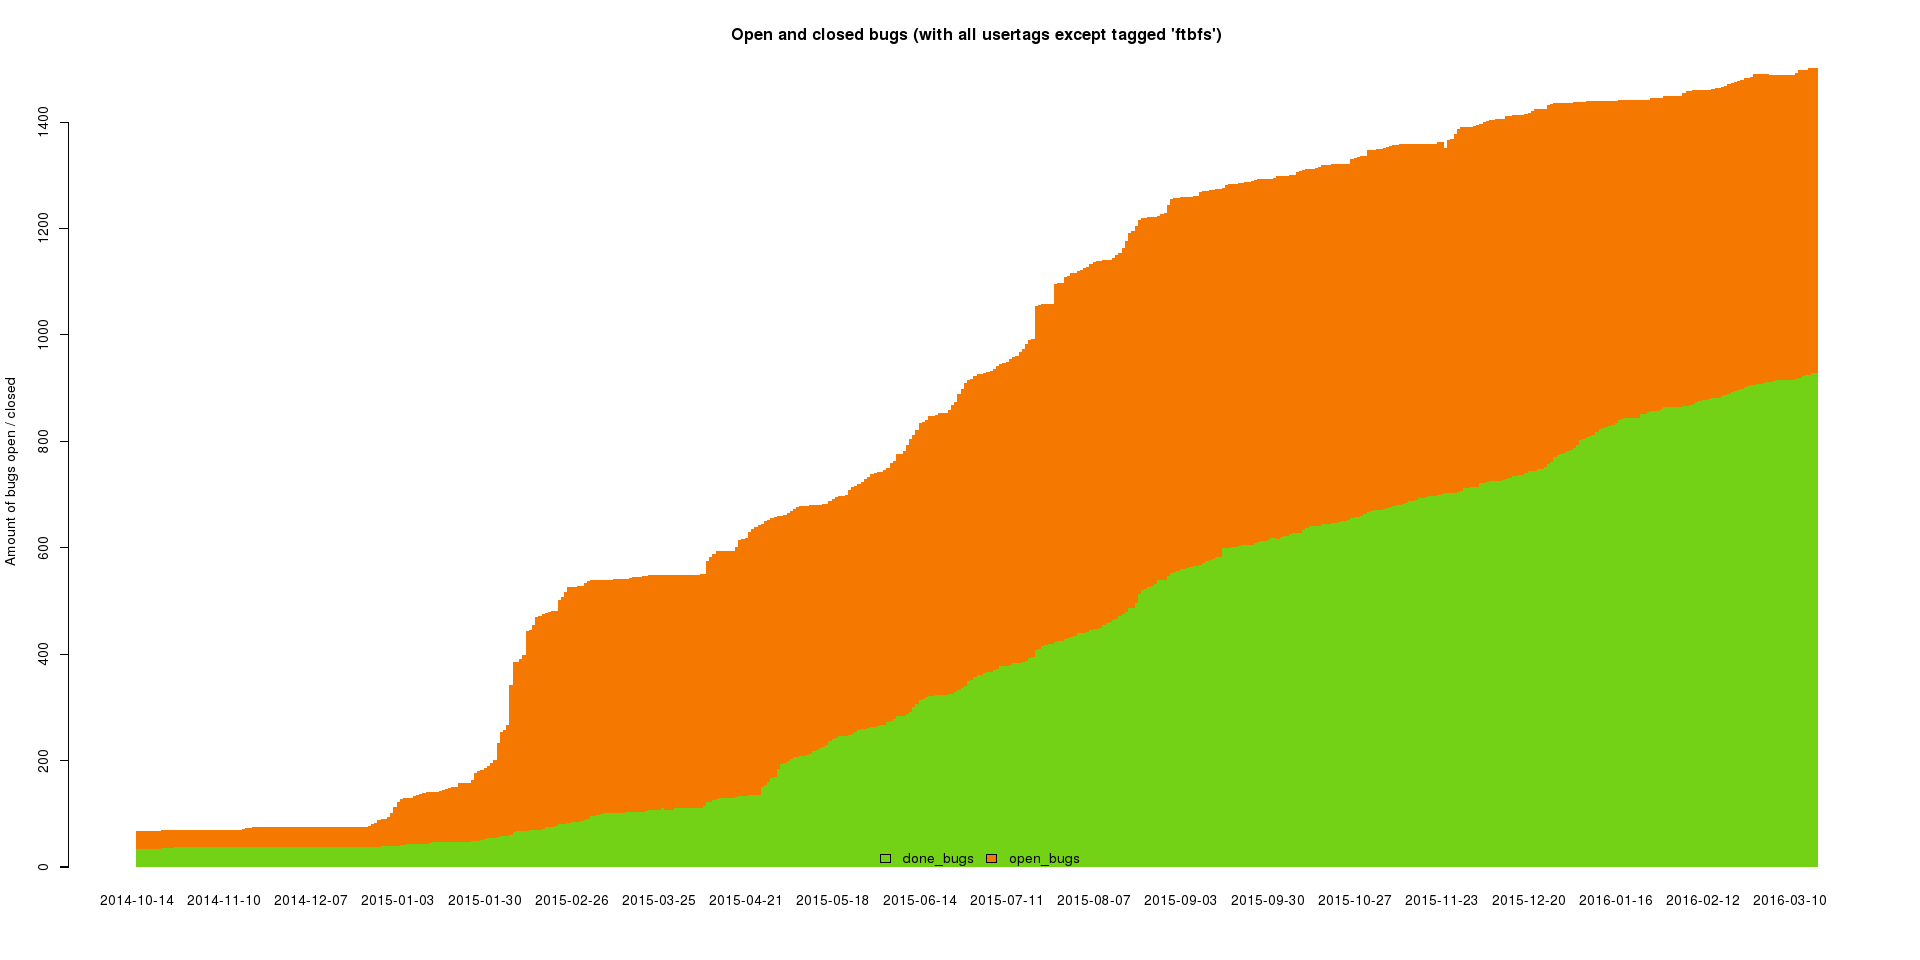 Open and closed bugs (with all usertags except tagged 'ftbfs')
Amount of bugs open / closed
1400
1200
1000
800
600
400
200
0
done_bugs open_bugs
2014-10-14 2014-11-10 2014-12-07 2015-01-03 2015-01-30 2015-02-26 2015-03-25 2015-04-21 2015-05-18 2015-06-14 2015-07-11 2015-08-07 2015-09-03 2015-09-30 2015-10-27 2015-11-23 2015-12-20 2016-01-16 2016-02-12 2016-03-10